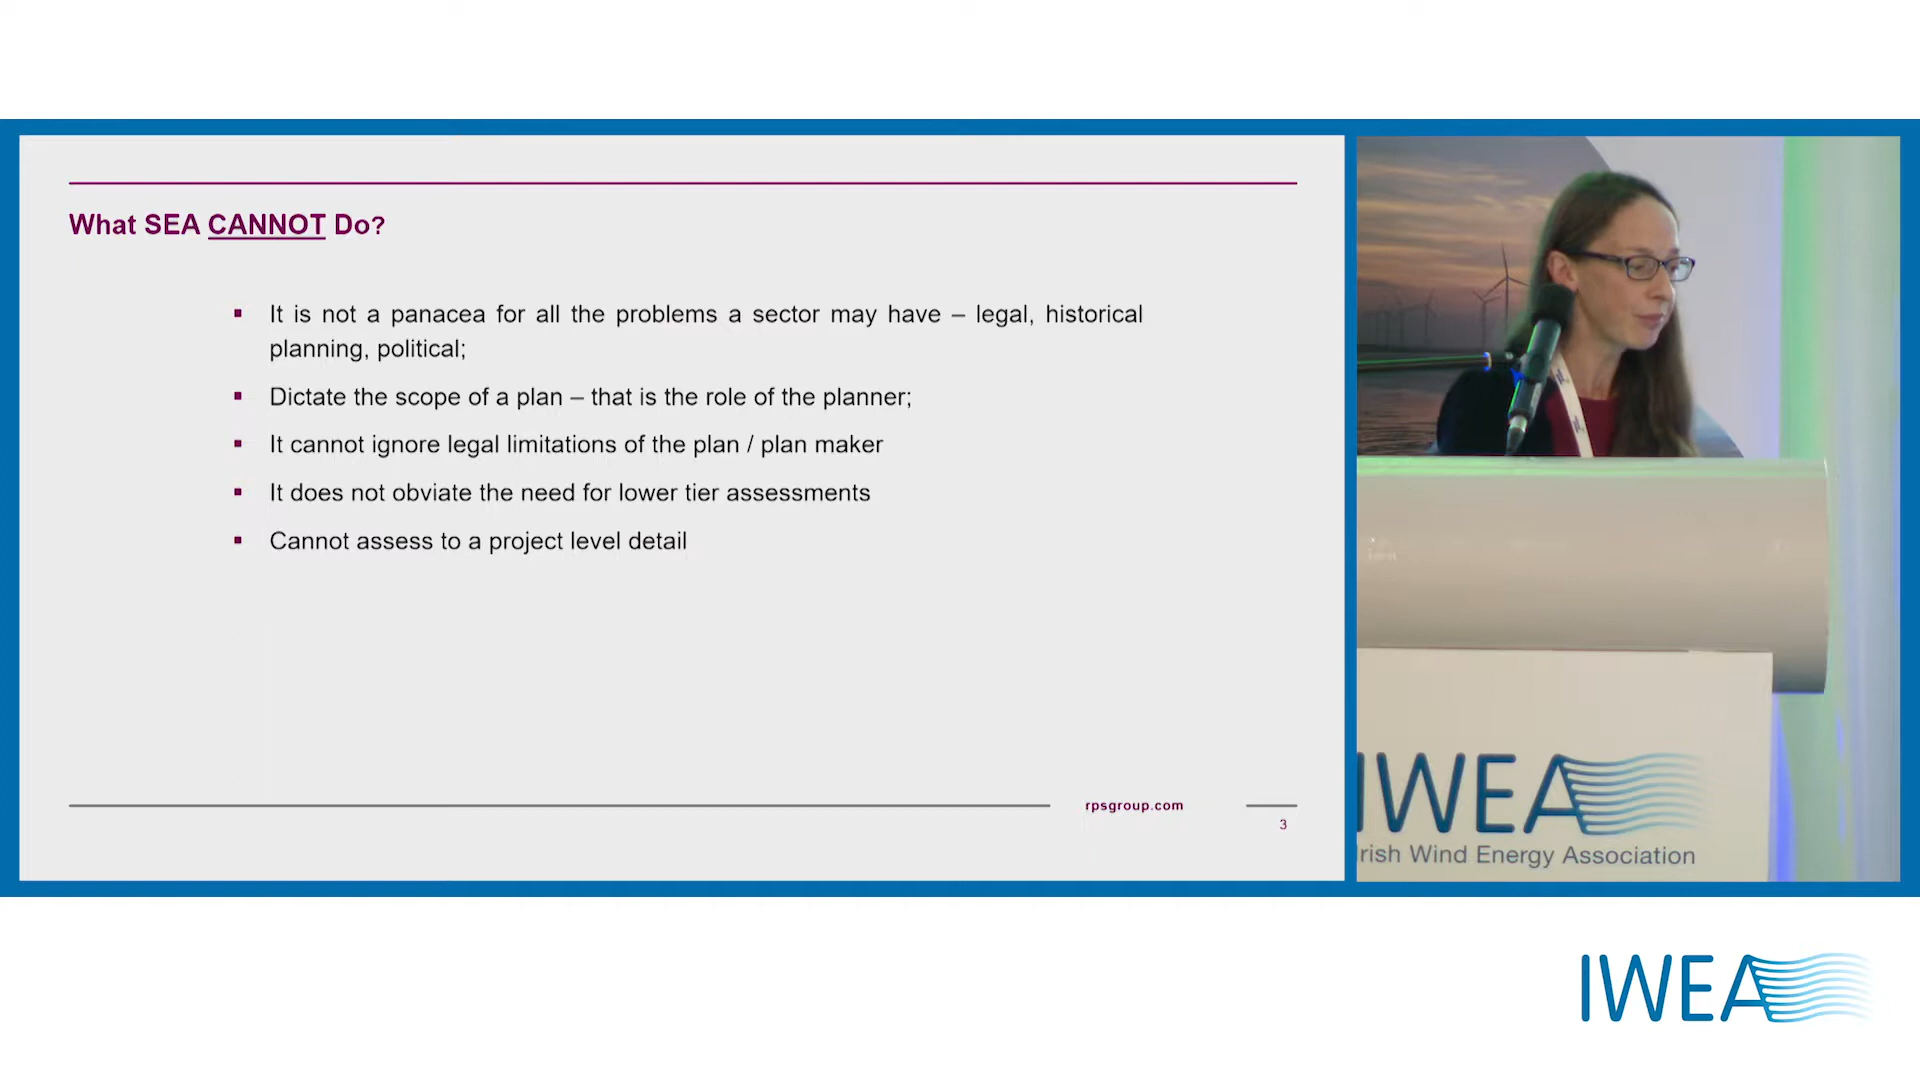 What SEA CANNOT Do?
▪ It is not a panacea for all the problems a sector may have – legal, historical
planning, political;
▪ Dictate the scope of a plan – that is the role of the planner;
▪ It cannot ignore legal limitations of the plan / plan maker
▪ It does not obviate the need for lower tier assessments
▪ Cannot assess to a project level detail
rpsgroup.com
3
IWEA
Irish Wind Energy Association
IWEA